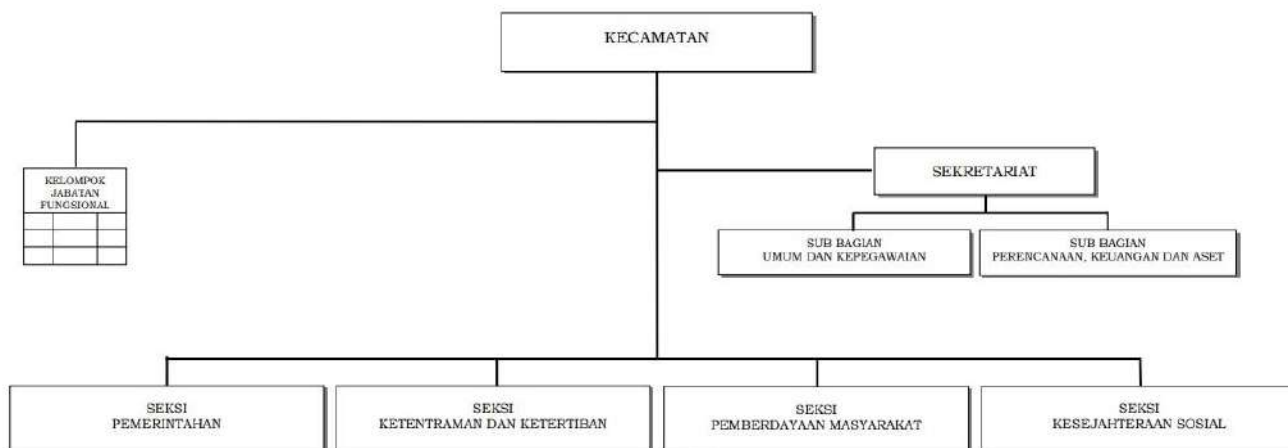 KECAMATAN
KELOMPOK
JABATAN
FUNGSIONAL
SEKRETARIAT
SUB BAGIAN
UMUM DAN KEPEGAWAIAN
SUB BAGIAN
PERENCANAAN, KEUANGAN DAN ASET
SEKSI
PEMERINTAHAN
SEKSI
KETENTRAMAN DAN KETERTIBAN
SEKSI
PEMBERDAYAAN MASYARAKAT
SEKSI
KESEJAHTERAAN SOSIAL